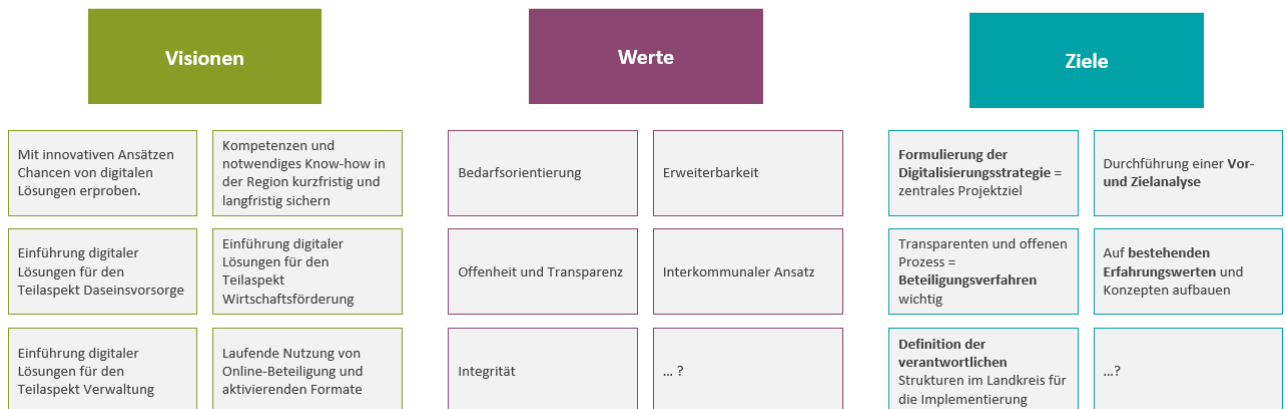 Visionen
Mit innovativen Ansätzen
Chancen von digitalen
Lösungen erproben.
Kompetenzen und
notwendiges Know-how in
der Region kurzfristig und
langfristig sichern
Einführung digitaler
Lösungen für den
Teilaspekt Daseinsvorsorge
Einführung digitaler
Lösungen für den
Teilaspekt
Wirtschaftsförderung
Einführung digitaler
Lösungen für den
Teilaspekt Verwaltung
Laufende Nutzung von
Online-Beteiligung und
aktivierenden Formate
Werte
Bedarfsorientierung
Erweiterbarkeit
Offenheit und Transparenz
Interkommunaler Ansatz
Integrität
... ?
Ziele
Formulierung der
Digitalisierungsstrategie =
zentrales Projektziel
Durchführung einer Vor-
und Zielanalyse
Transparenten und offenen
Prozess =
Beteiligungsverfahren
wichtig
Auf bestehenden
Erfahrungswerten und
Konzepten aufbauen
Definition der
verantwortlichen
Strukturen im Landkreis für
die Implementierung
...?